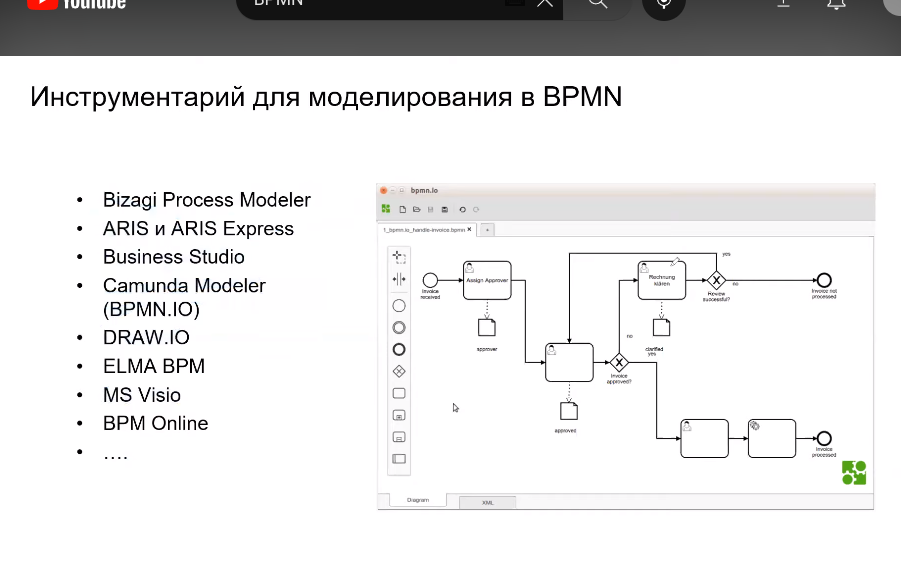 YouTube
BPMN
Инструментарий для моделирования в BPMN
• Bizagi Process Modeler
• ARIS и ARIS Express
• Business Studio
• Camunda Modeler
(BPMN.IO)
• DRAW.IO
• ELMA BPM
• MS Visio
• BPM Online
• ....
bpmn.io
1_bpmn.io_handle-invoice.bpmn ✕
+
yes
Assign Approver
Rechnung
klären
Invoice
received
no
Review
successful?
Invoice not
processed
approver
no
clarified
yes
Invoice
approved?
approved
Invoice
processed
Diagram
XML